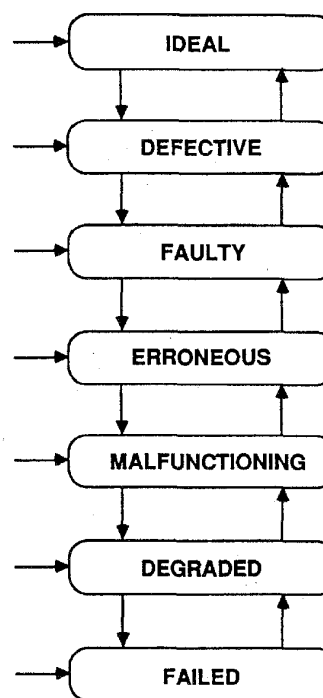 IDEAL
DEFECTIVE
FAULTY
ERRONEOUS
MALFUNCTIONING
DEGRADED
FAILED